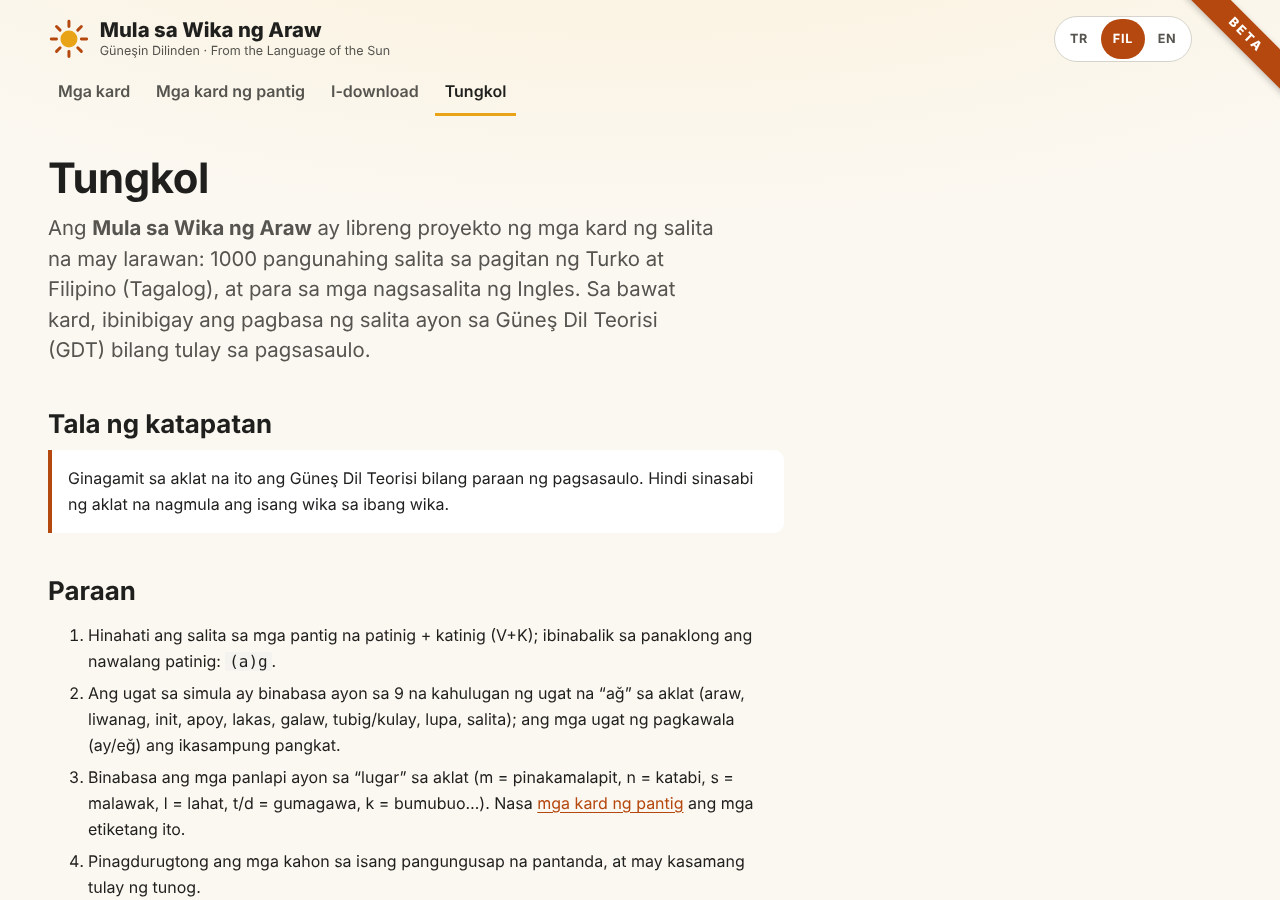 Mula sa Wika ng Araw
Güneşin Dilinden · From the Language of the Sun
TR FIL EN
BETA
Mga kard Mga kard ng pantig I-download Tungkol
Tungkol
Ang Mula sa Wika ng Araw ay libreng proyekto ng mga kard ng salita
na may larawan: 1000 pangunahing salita sa pagitan ng Turko at
Filipino (Tagalog), at para sa mga nagsasalita ng Ingles. Sa bawat
kard, ibinibigay ang pagbasa ng salita ayon sa Güneş Dil Teorisi
(GDT) bilang tulay sa pagsasaulo.
Tala ng katapatan
Ginagamit sa aklat na ito ang Güneş Dil Teorisi bilang paraan ng pagsasaulo. Hindi sinasabi
ng aklat na nagmula ang isang wika sa ibang wika.
Paraan
1. Hinahati ang salita sa mga pantig na patinig + katinig (V+K); ibinabalik sa panaklong ang
nawalang patinig: (a)g.
2. Ang ugat sa simula ay binabasa ayon sa 9 na kahulugan ng ugat na “ağ” sa aklat (araw,
liwanag, init, apoy, lakas, galaw, tubig/kulay, lupa, salita); ang mga ugat ng pagkawala
(ay/eğ) ang ikasampung pangkat.
3. Binabasa ang mga panlapi ayon sa “lugar” sa aklat (m = pinakamalapit, n = katabi, s =
malawak, l = lahat, t/d = gumagawa, k = bumubuo…). Nasa mga kard ng pantig ang mga
etiketang ito.
4. Pinagdurugtong ang mga kahon sa isang pangungusap na pantanda, at may kasamang
tulay ng tunog.